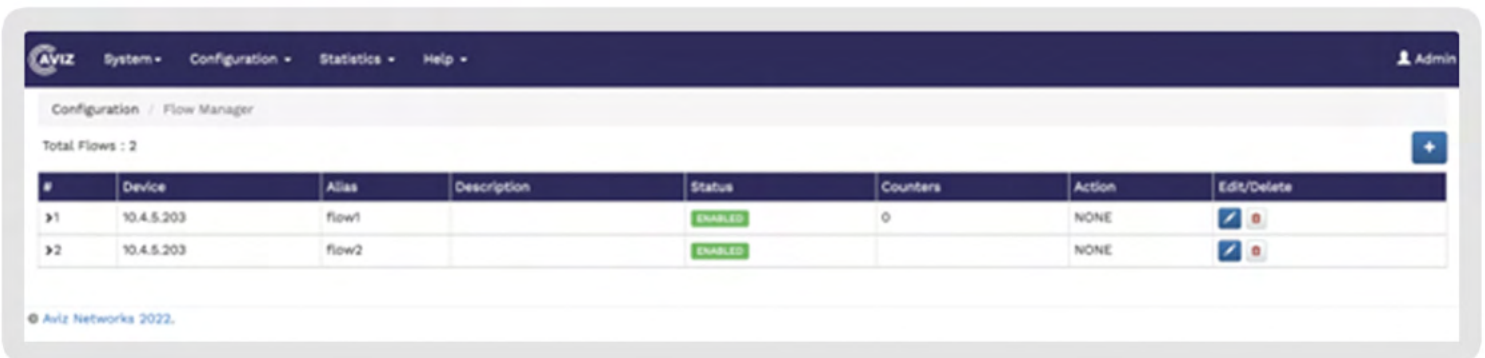 AVIZ System Configuration Statistics Help Admin
Configuration / Flow Manager
Total Flows : 2
+
# Device Alias Description Status Counters Action Edit/Delete
1 10.4.5.203 flow1 ENABLED 0 NONE
2 10.4.5.203 flow2 ENABLED NONE
© Aviz Networks 2022.